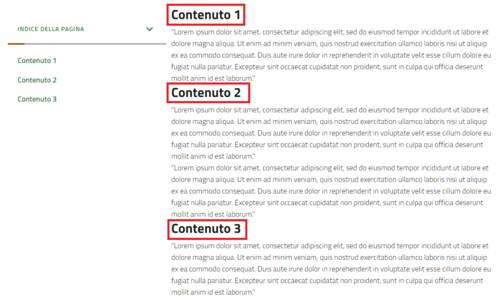 INDICE DELLA PAGINA
Contenuto 1
Contenuto 2
Contenuto 3
Contenuto 1
"Lorem ipsum dolor sit amet, consectetur adipiscing elit, sed do eiusmod tempor incididunt ut labore et
dolore magna aliqua. Ut enim ad minim veniam, quis nostrud exercitation ullamco laboris nisi ut aliquip
ex ea commodo consequat. Duis aute irure dolor in reprehenderit in voluptate velit esse cillum dolore eu
fugiat nulla pariatur. Excepteur sint occaecat cupidatat non proident, sunt in culpa qui officia deserunt
mollit anim id est laborum."
Contenuto 2
"Lorem ipsum dolor sit amet, consectetur adipiscing elit, sed do eiusmod tempor incididunt ut labore et
dolore magna aliqua. Ut enim ad minim veniam, quis nostrud exercitation ullamco laboris nisi ut aliquip
ex ea commodo consequat. Duis aute irure dolor in reprehenderit in voluptate velit esse cillum dolore eu
fugiat nulla pariatur. Excepteur sint occaecat cupidatat non proident, sunt in culpa qui officia deserunt
mollit anim id est laborum."
"Lorem ipsum dolor sit amet, consectetur adipiscing elit, sed do eiusmod tempor incididunt ut labore et
dolore magna aliqua. Ut enim ad minim veniam, quis nostrud exercitation ullamco laboris nisi ut aliquip
ex ea commodo consequat. Duis aute irure dolor in reprehenderit in voluptate velit esse cillum dolore eu
fugiat nulla pariatur. Excepteur sint occaecat cupidatat non proident, sunt in culpa qui officia deserunt
mollit anim id est laborum."
Contenuto 3
"Lorem ipsum dolor sit amet, consectetur adipiscing elit, sed do eiusmod tempor incididunt ut labore et
dolore magna aliqua. Ut enim ad minim veniam, quis nostrud exercitation ullamco laboris nisi ut aliquip
ex ea commodo consequat. Duis aute irure dolor in reprehenderit in voluptate velit esse cillum dolore eu
fugiat nulla pariatur. Excepteur sint occaecat cupidatat non proident, sunt in culpa qui officia deserunt
mollit anim id est laborum."